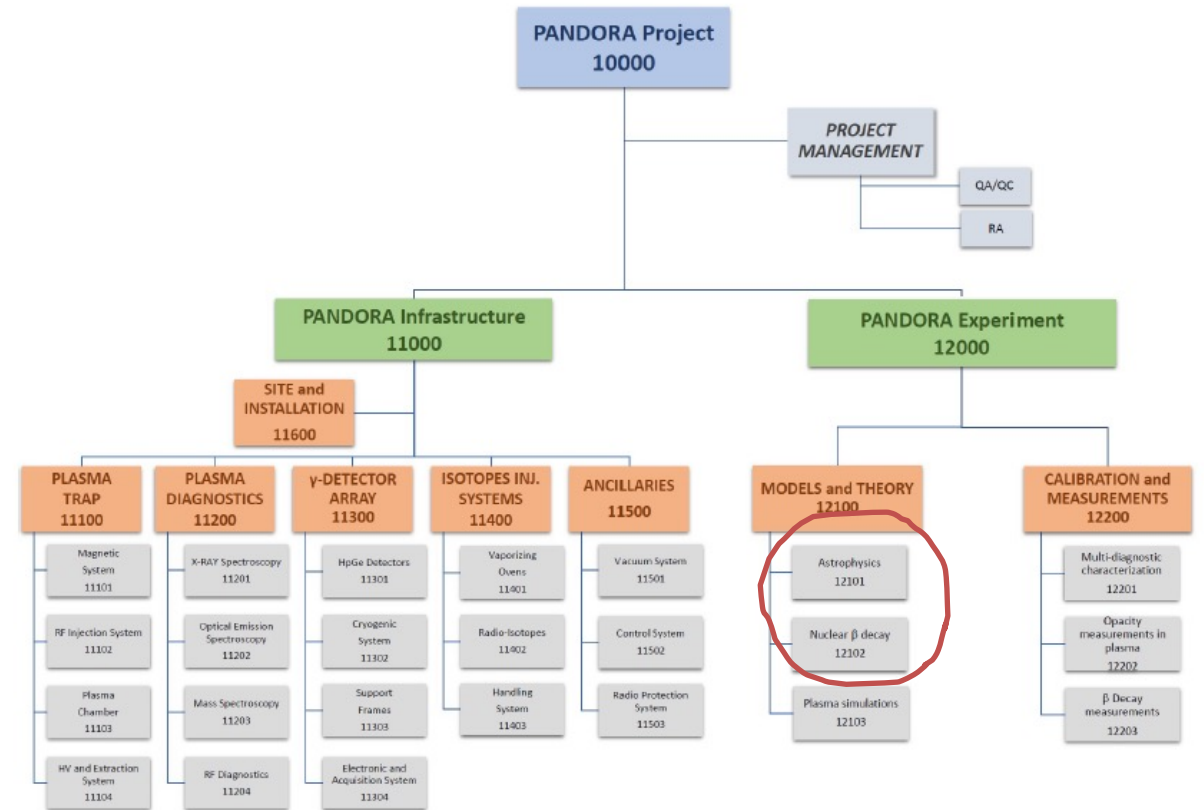 PANDORA Project
10000
PROJECT
MANAGEMENT
QA/QC
RA
PANDORA Infrastructure
11000
PANDORA Experiment
12000
SITE and
INSTALLATION
11600
PLASMA
TRAP
11100
PLASMA
DIAGNOSTICS
11200
γ-DETECTOR
ARRAY
11300
ISOTOPES INJ.
SYSTEMS
11400
ANCILLARIES
11500
MODELS and THEORY
12100
CALIBRATION and
MEASUREMENTS
12200
Magnetic
System
11101
RF Injection System
11102
Plasma
Chamber
11103
HV and Extraction
System
11104
X-RAY Spectroscopy
11201
Optical Emission
Spectroscopy
11202
Mass Spectroscopy
11203
RF Diagnostics
11204
HpGe Detectors
11301
Cryogenic
System
11302
Support
Frames
11303
Electronic and
Acquisition System
11304
Vaporizing
Ovens
11401
Radio-Isotopes
11402
Handling
System
11403
Vacuum System
11501
Control System
11502
Radio Protection
System
11503
Astrophysics
12101
Nuclear β decay
12102
Plasma simulations
12103
Multi-diagnostic
characterization
12201
Opacity
measurements in
plasma
12202
β Decay
measurements
12203